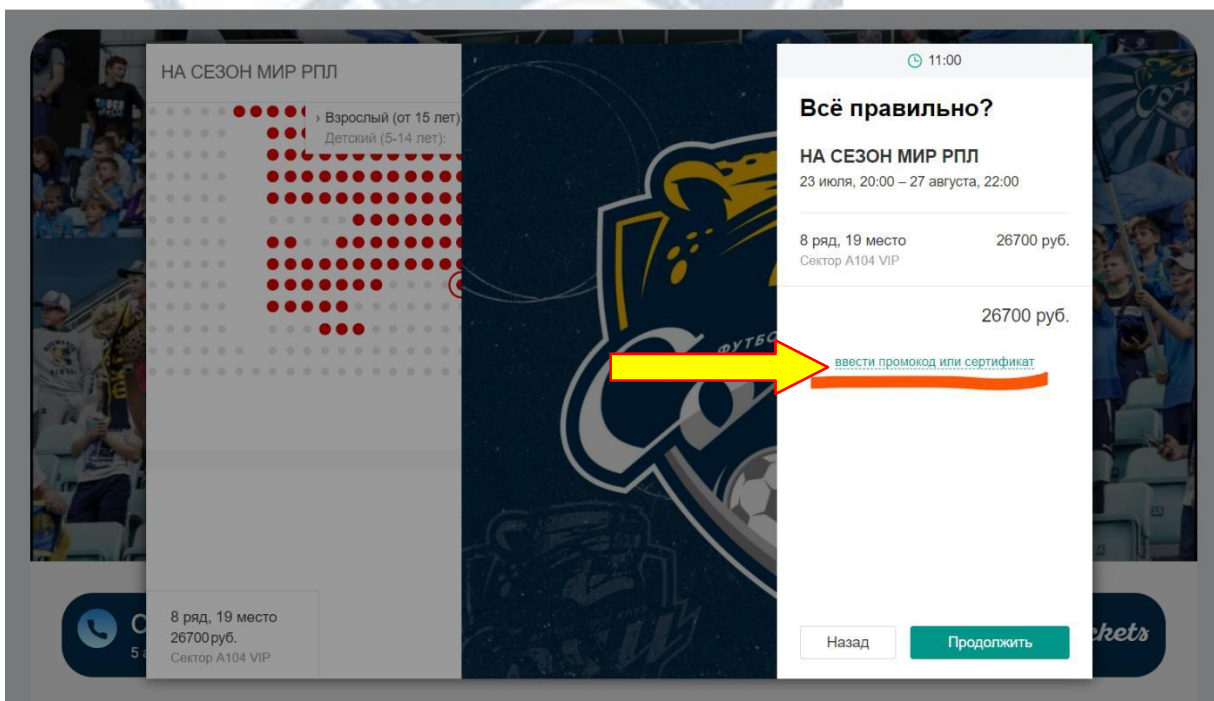 НА СЕЗОН МИР РПЛ
› Взрослый (от 15 лет)
Детский (5-14 лет):
8 ряд, 19 место
26700 руб.
Сектор А104 VIP
11:00
Всё правильно?
НА СЕЗОН МИР РПЛ
23 июля, 20:00 – 27 августа, 22:00
8 ряд, 19 место 26700 руб.
Сектор А104 VIP
26700 руб.
ввести промокод или сертификат
Назад Продолжить